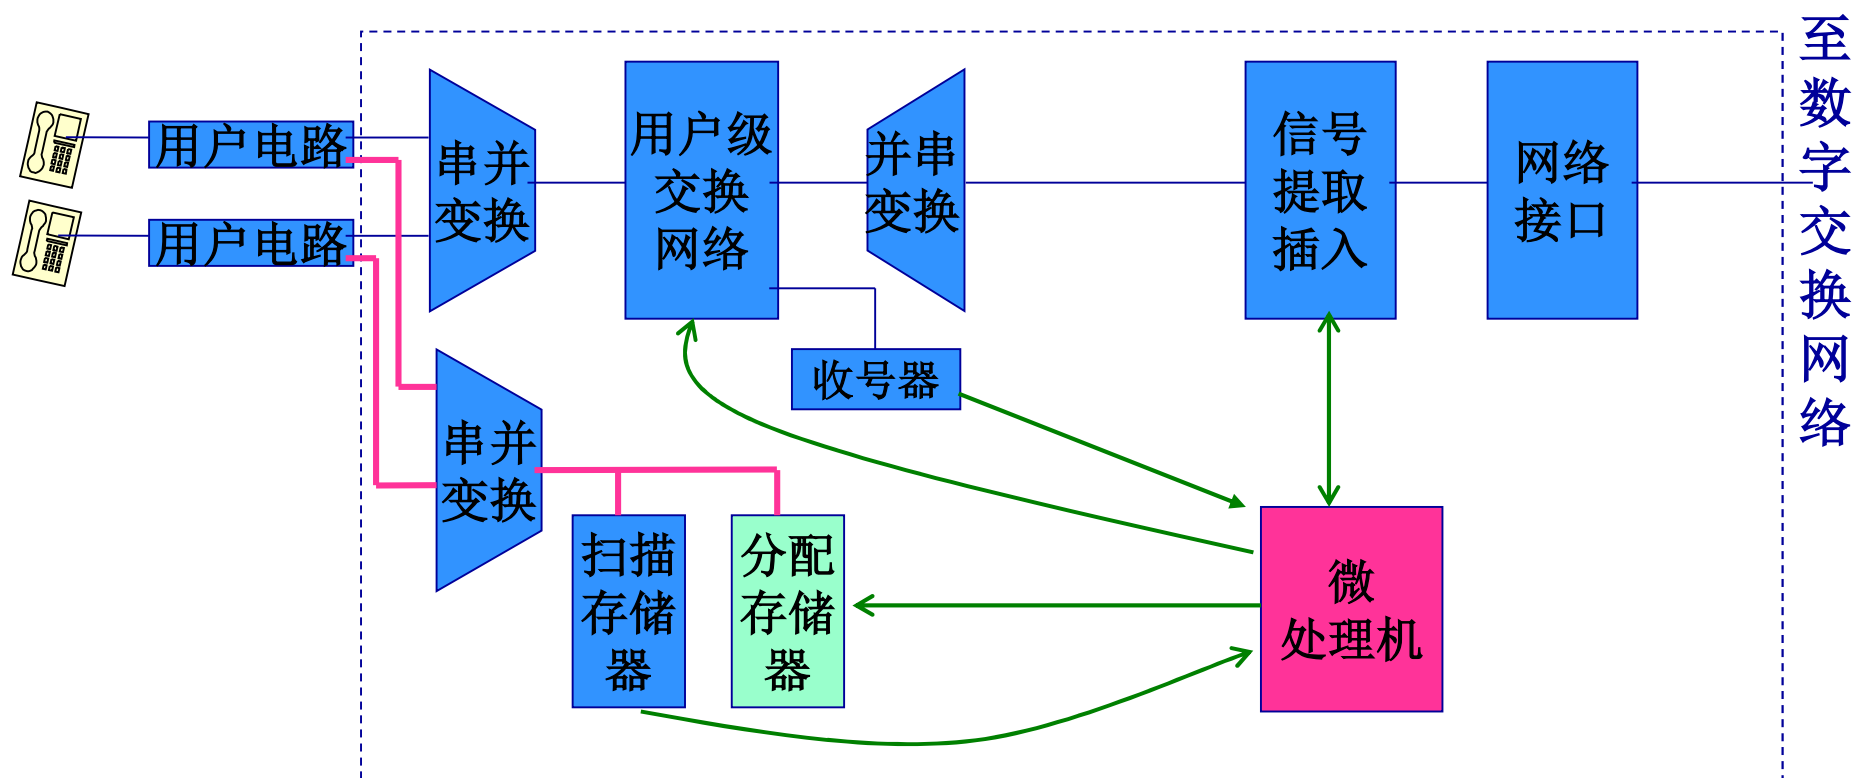 用户电路
用户电路
串并
变换
用户级
交换
网络
并串
变换
信号
提取
插入
网络
接口
至
数
字
交
换
网
络
收号器
串并
变换
扫描
存储
器
分配
存储
器
微
处理机